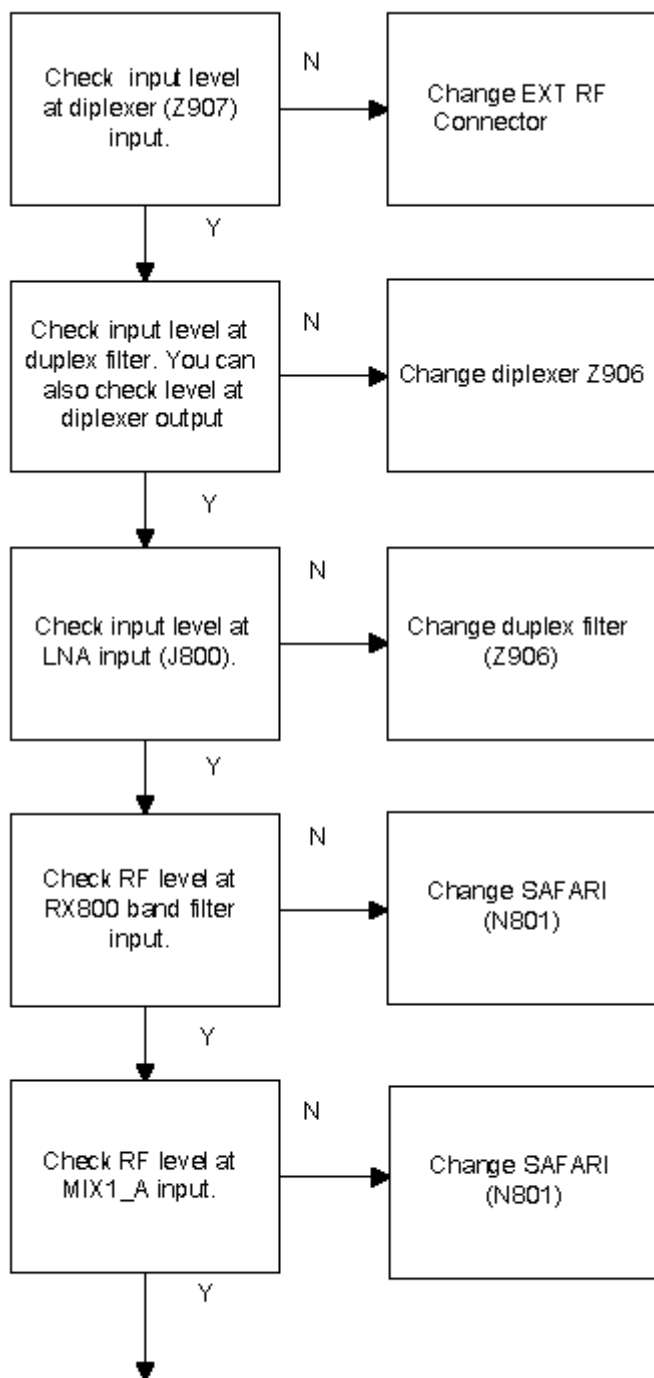 Check input level
at diplexer (Z907)
input.
N
Change EXT RF
Connector
Y
Check input level at
duplex filter. You can
also check level at
diplexer output
N
Change diplexer Z906
Y
Check input level at
LNA input (J800).
N
Change duplex filter
(Z906)
Y
Check RF level at
RX800 band filter
input.
N
Change SAFARI
(N801)
Y
Check RF level at
MIX1_A input.
N
Change SAFARI
(N801)
Y